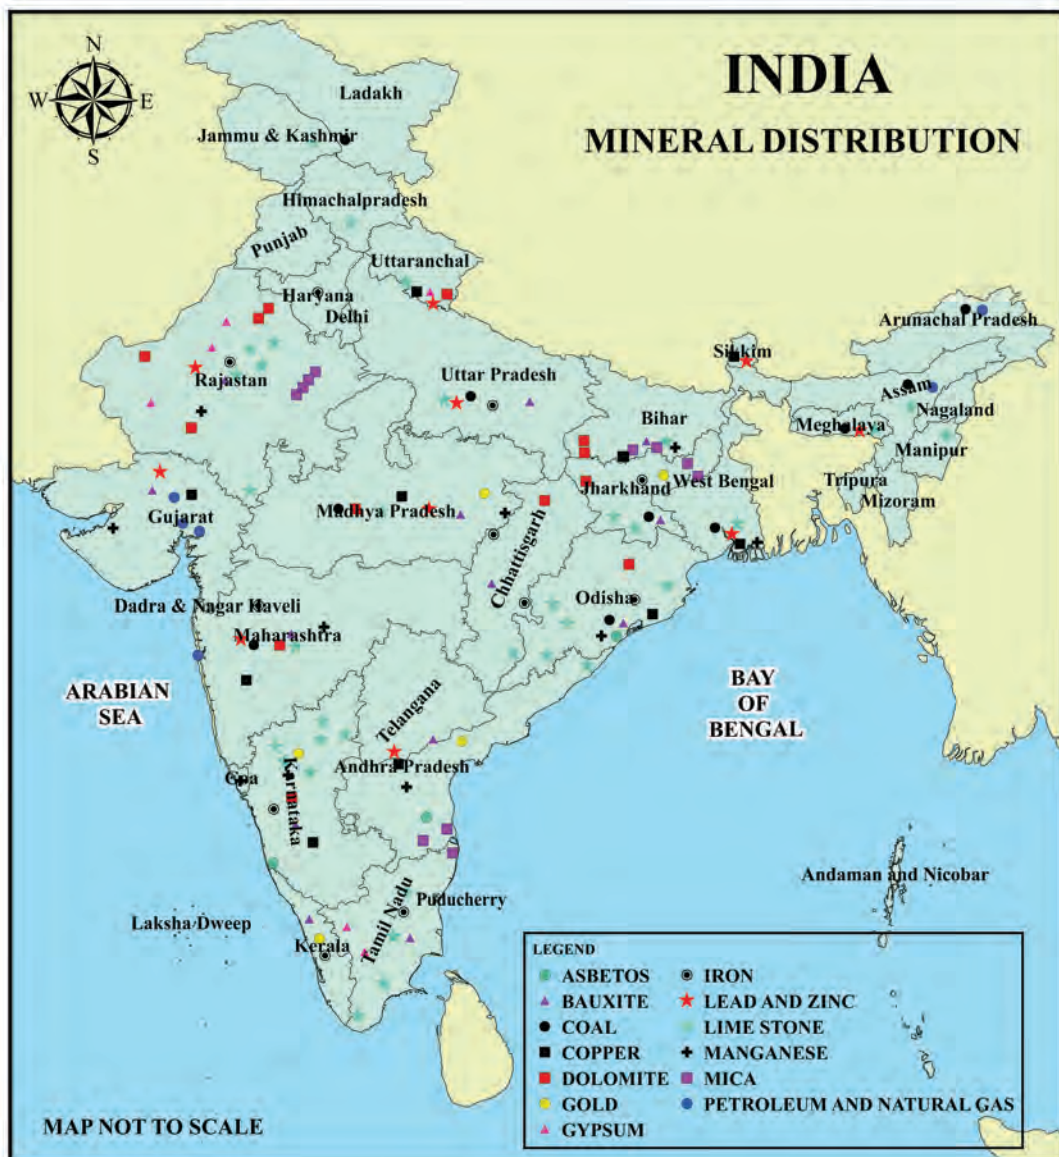 INDIA
MINERAL DISTRIBUTION
N
W
E
S
Ladakh
Jammu & Kashmir
Himachalpradesh
Punjab
Uttaranchal
Haryana
Delhi
Arunachal Pradesh
Sikkim
Rajastan
Uttar Pradesh
Assam
Nagaland
Bihar
Meghalaya
Manipur
Jharkhand
West Bengal
Tripura
Mizoram
Gujarat
Madhya Pradesh
Chhattisgarh
Odisha
Dadra & Nagar Haveli
Maharashtra
ARABIAN
SEA
BAY
OF
BENGAL
Telangana
Goa
Karnataka
Andhra Pradesh
Andaman and Nicobar
Laksha Dweep
Puducherry
Tamil Nadu
Kerala
LEGEND
ASBETOS
BAUXITE
COAL
COPPER
DOLOMITE
GOLD
GYPSUM
IRON
LEAD AND ZINC
LIME STONE
MANGANESE
MICA
PETROLEUM AND NATURAL GAS
MAP NOT TO SCALE